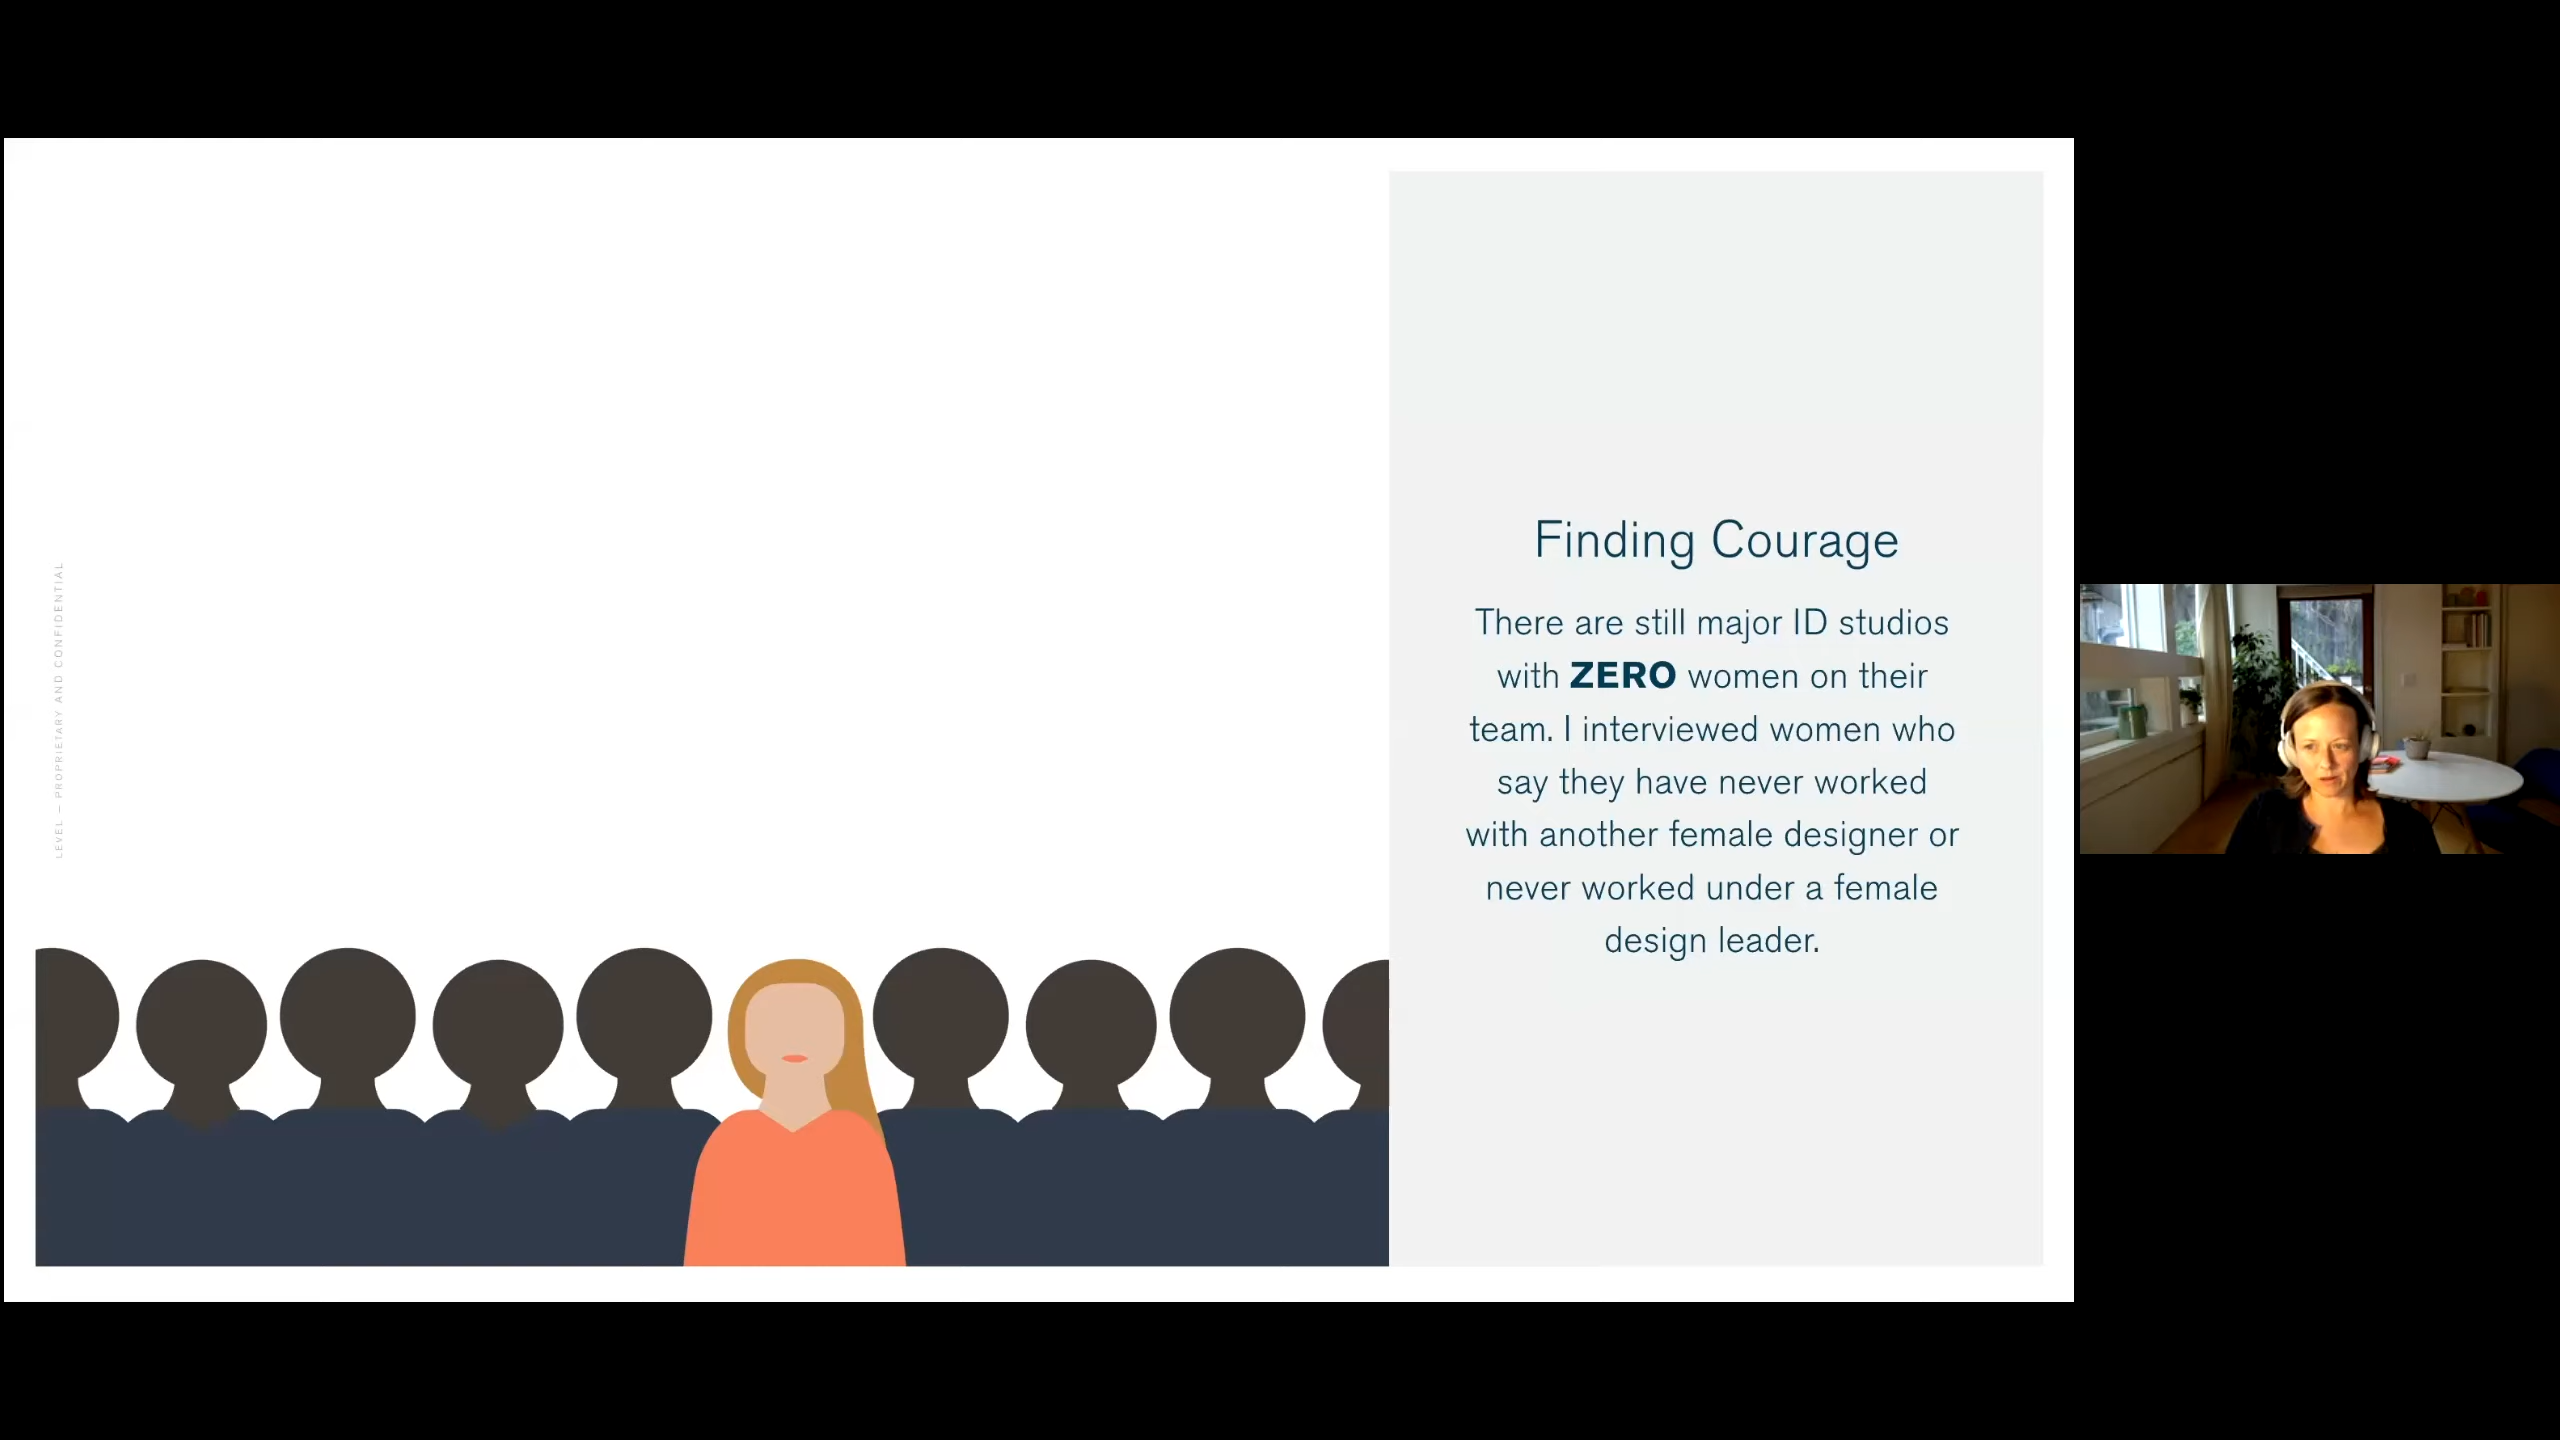 LEVEL — PROPRIETARY AND CONFIDENTIAL
Finding Courage
There are still major ID studios
with ZERO women on their
team. I interviewed women who
say they have never worked
with another female designer or
never worked under a female
design leader.